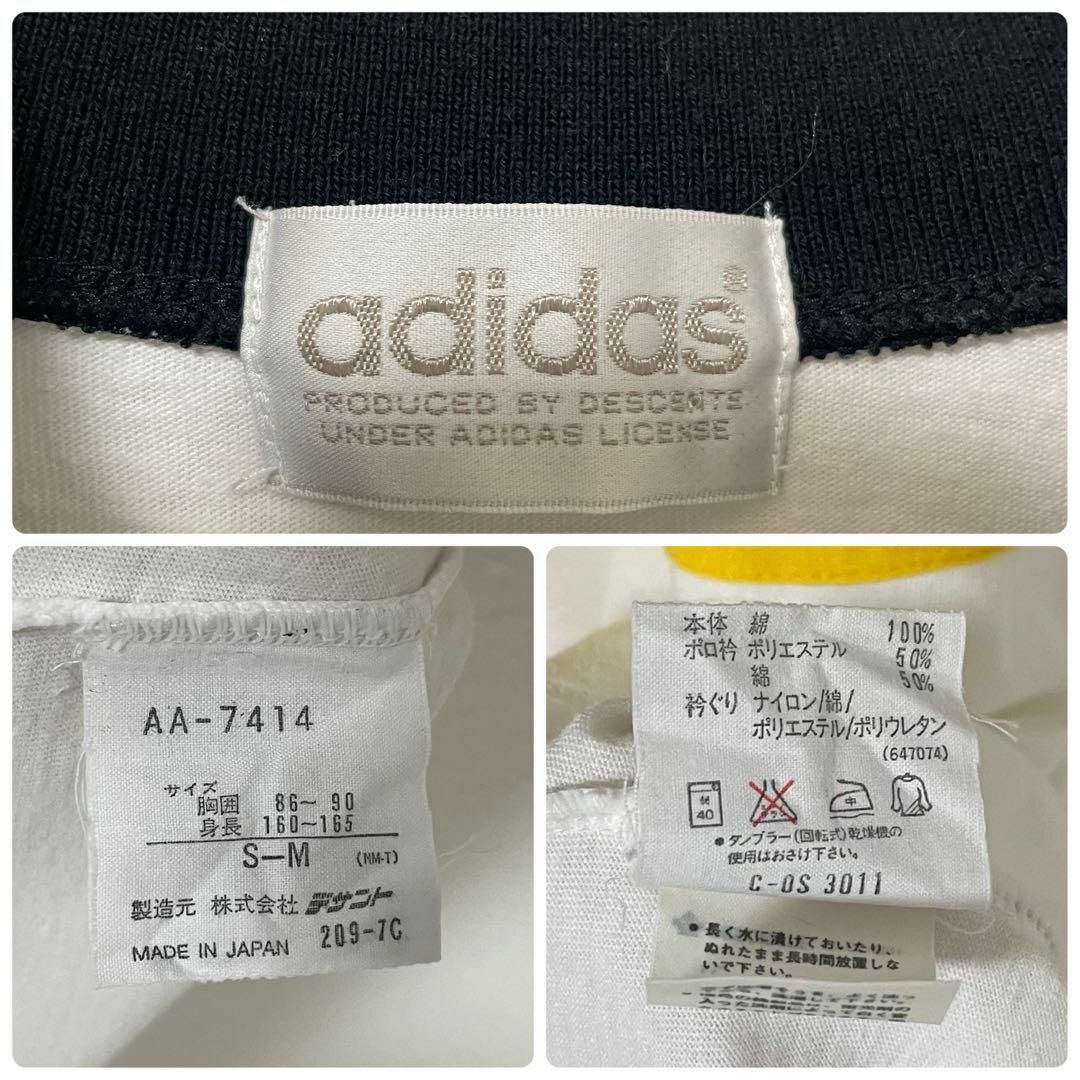 adidas®
PRODUCED BY DESCENTE
UNDER ADIDAS LICENSE
AA-7414
サイズ
胸囲 86〜 90
身長 160〜165
S—M (NM-T)
製造元 株式会社 デサント
MADE IN JAPAN 209-7C
本体 綿 100%
ポロ衿 ポリエステル 50%
綿 50%
衿ぐり ナイロン/綿/
ポリエステル/ポリウレタン
(647074)
40
中
●タンブラー(回転式)乾燥機の
使用はおさけ下さい。
C-OS 3011
●長く水に漬けておいたり、
ぬれたまま長時間放置しな
いで下さい。